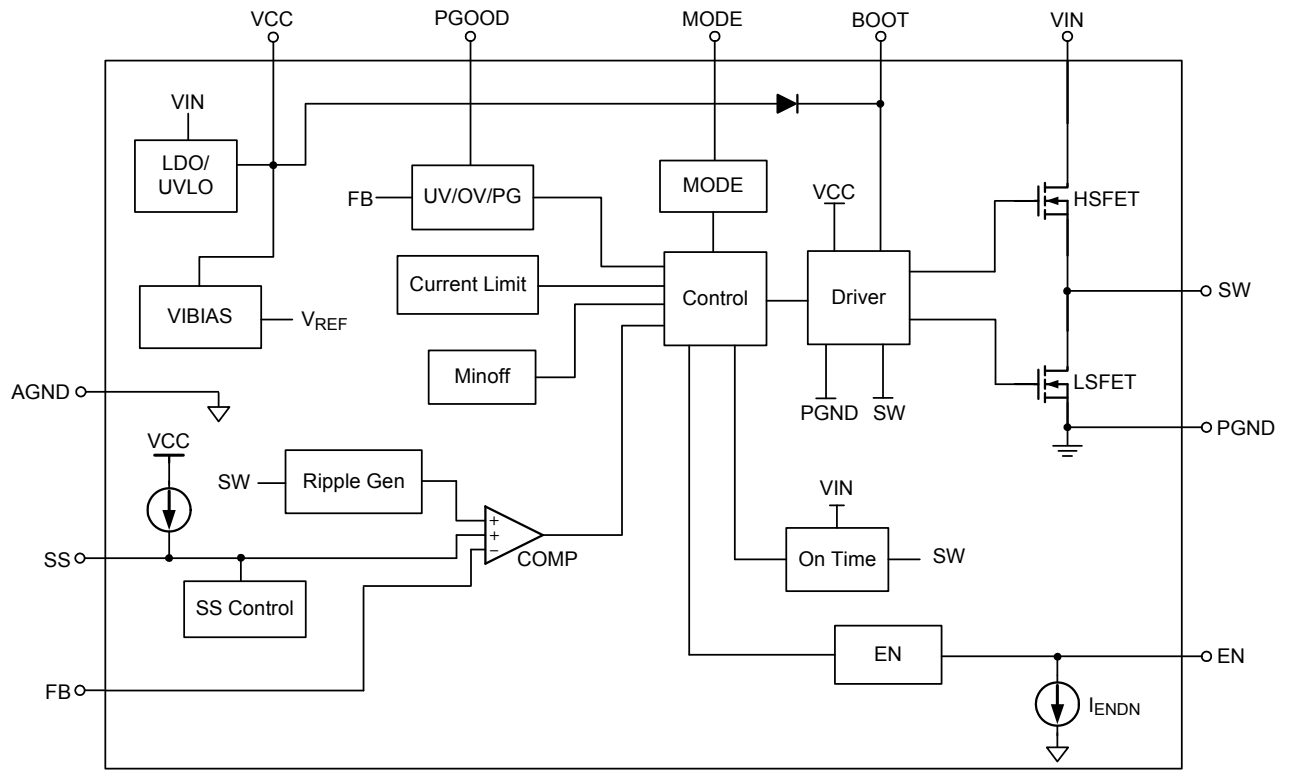 VCC
PGOOD
MODE
BOOT
VIN
VIN
LDO/
UVLO
FB
UV/OV/PG
MODE
VCC
HSFET
Current Limit
Control
Driver
SW
VIBIAS
VREF
Minoff
LSFET
AGND
PGND
SW
PGND
VCC
SW
Ripple Gen
VIN
+
+
−
COMP
SS
On Time
SW
SS Control
EN
EN
FB
IENDN